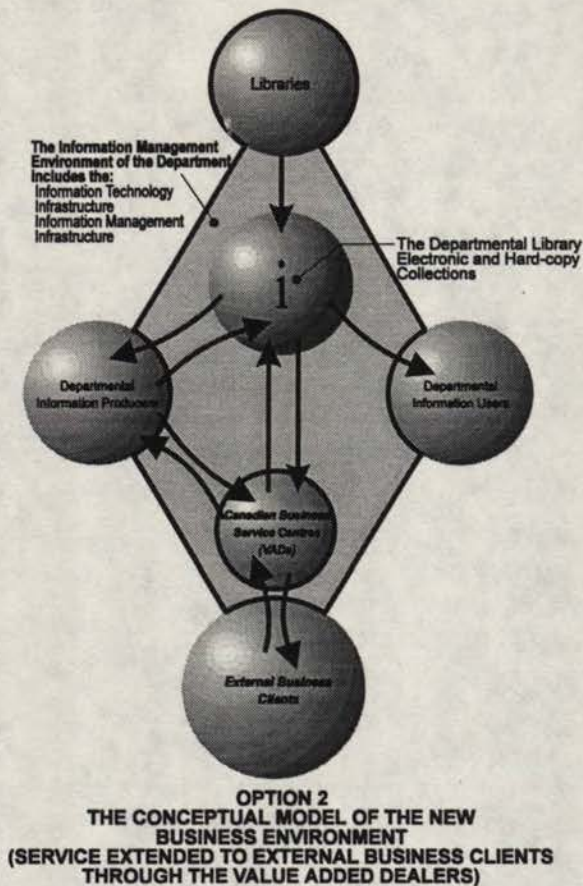 Libraries
The Information Management
Environment of the Department
Includes the:
Information Technology
Infrastructure
Information Management
Infrastructure
i
The Departmental Library
Electronic and Hard-copy
Collections
Departmental
Information Producers
Departmental
Information Users
Canadian Business
Service Centres
(VADs)
External Business
Clients
OPTION 2
THE CONCEPTUAL MODEL OF THE NEW
BUSINESS ENVIRONMENT
(SERVICE EXTENDED TO EXTERNAL BUSINESS CLIENTS
THROUGH THE VALUE ADDED DEALERS)